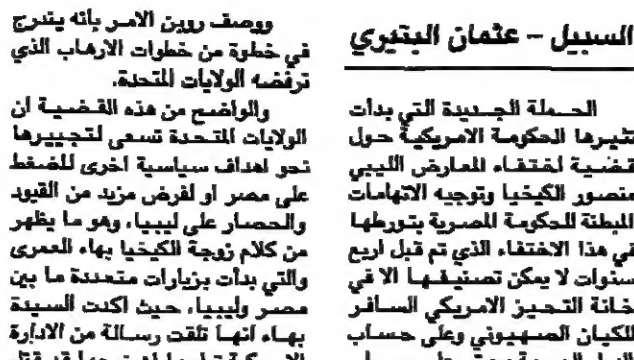 السبيل – عثمان البتيري
الحملة الجديدة التي بدأت
تثيرها الحكومة الامريكية حول
قضية اختفاء المعارض الليبي
منصور الكيخيا وتوجيه الاتهامات
المبطنة للحكومة المصرية بتورطها
في هذا الاختفاء الذي تم قبل اربع
سنوات لا يمكن تصنيفها الا في
خانة التحيز الامريكي السافر
للكيان الصهيوني وعلى حساب
ووصف روبن الامر بأنه يندرج
في خطوة من خطوات الارهاب الذي
ترفضه الولايات المتحدة.
والواضح من هذه القضية ان
الولايات المتحدة تسعى لتجييرها
نحو اهداف سياسية اخرى للضغط
على مصر او لفرض مزيد من القيود
والحصار على ليبيا، وهو ما يظهر
من كلام زوجة الكيخيا بهاء العمري
والتي بدأت بزيارات متعددة ما بين
مصر وليبيا، حيث اكدت السيدة
بهاء انها تلقت رسالة من الادارة